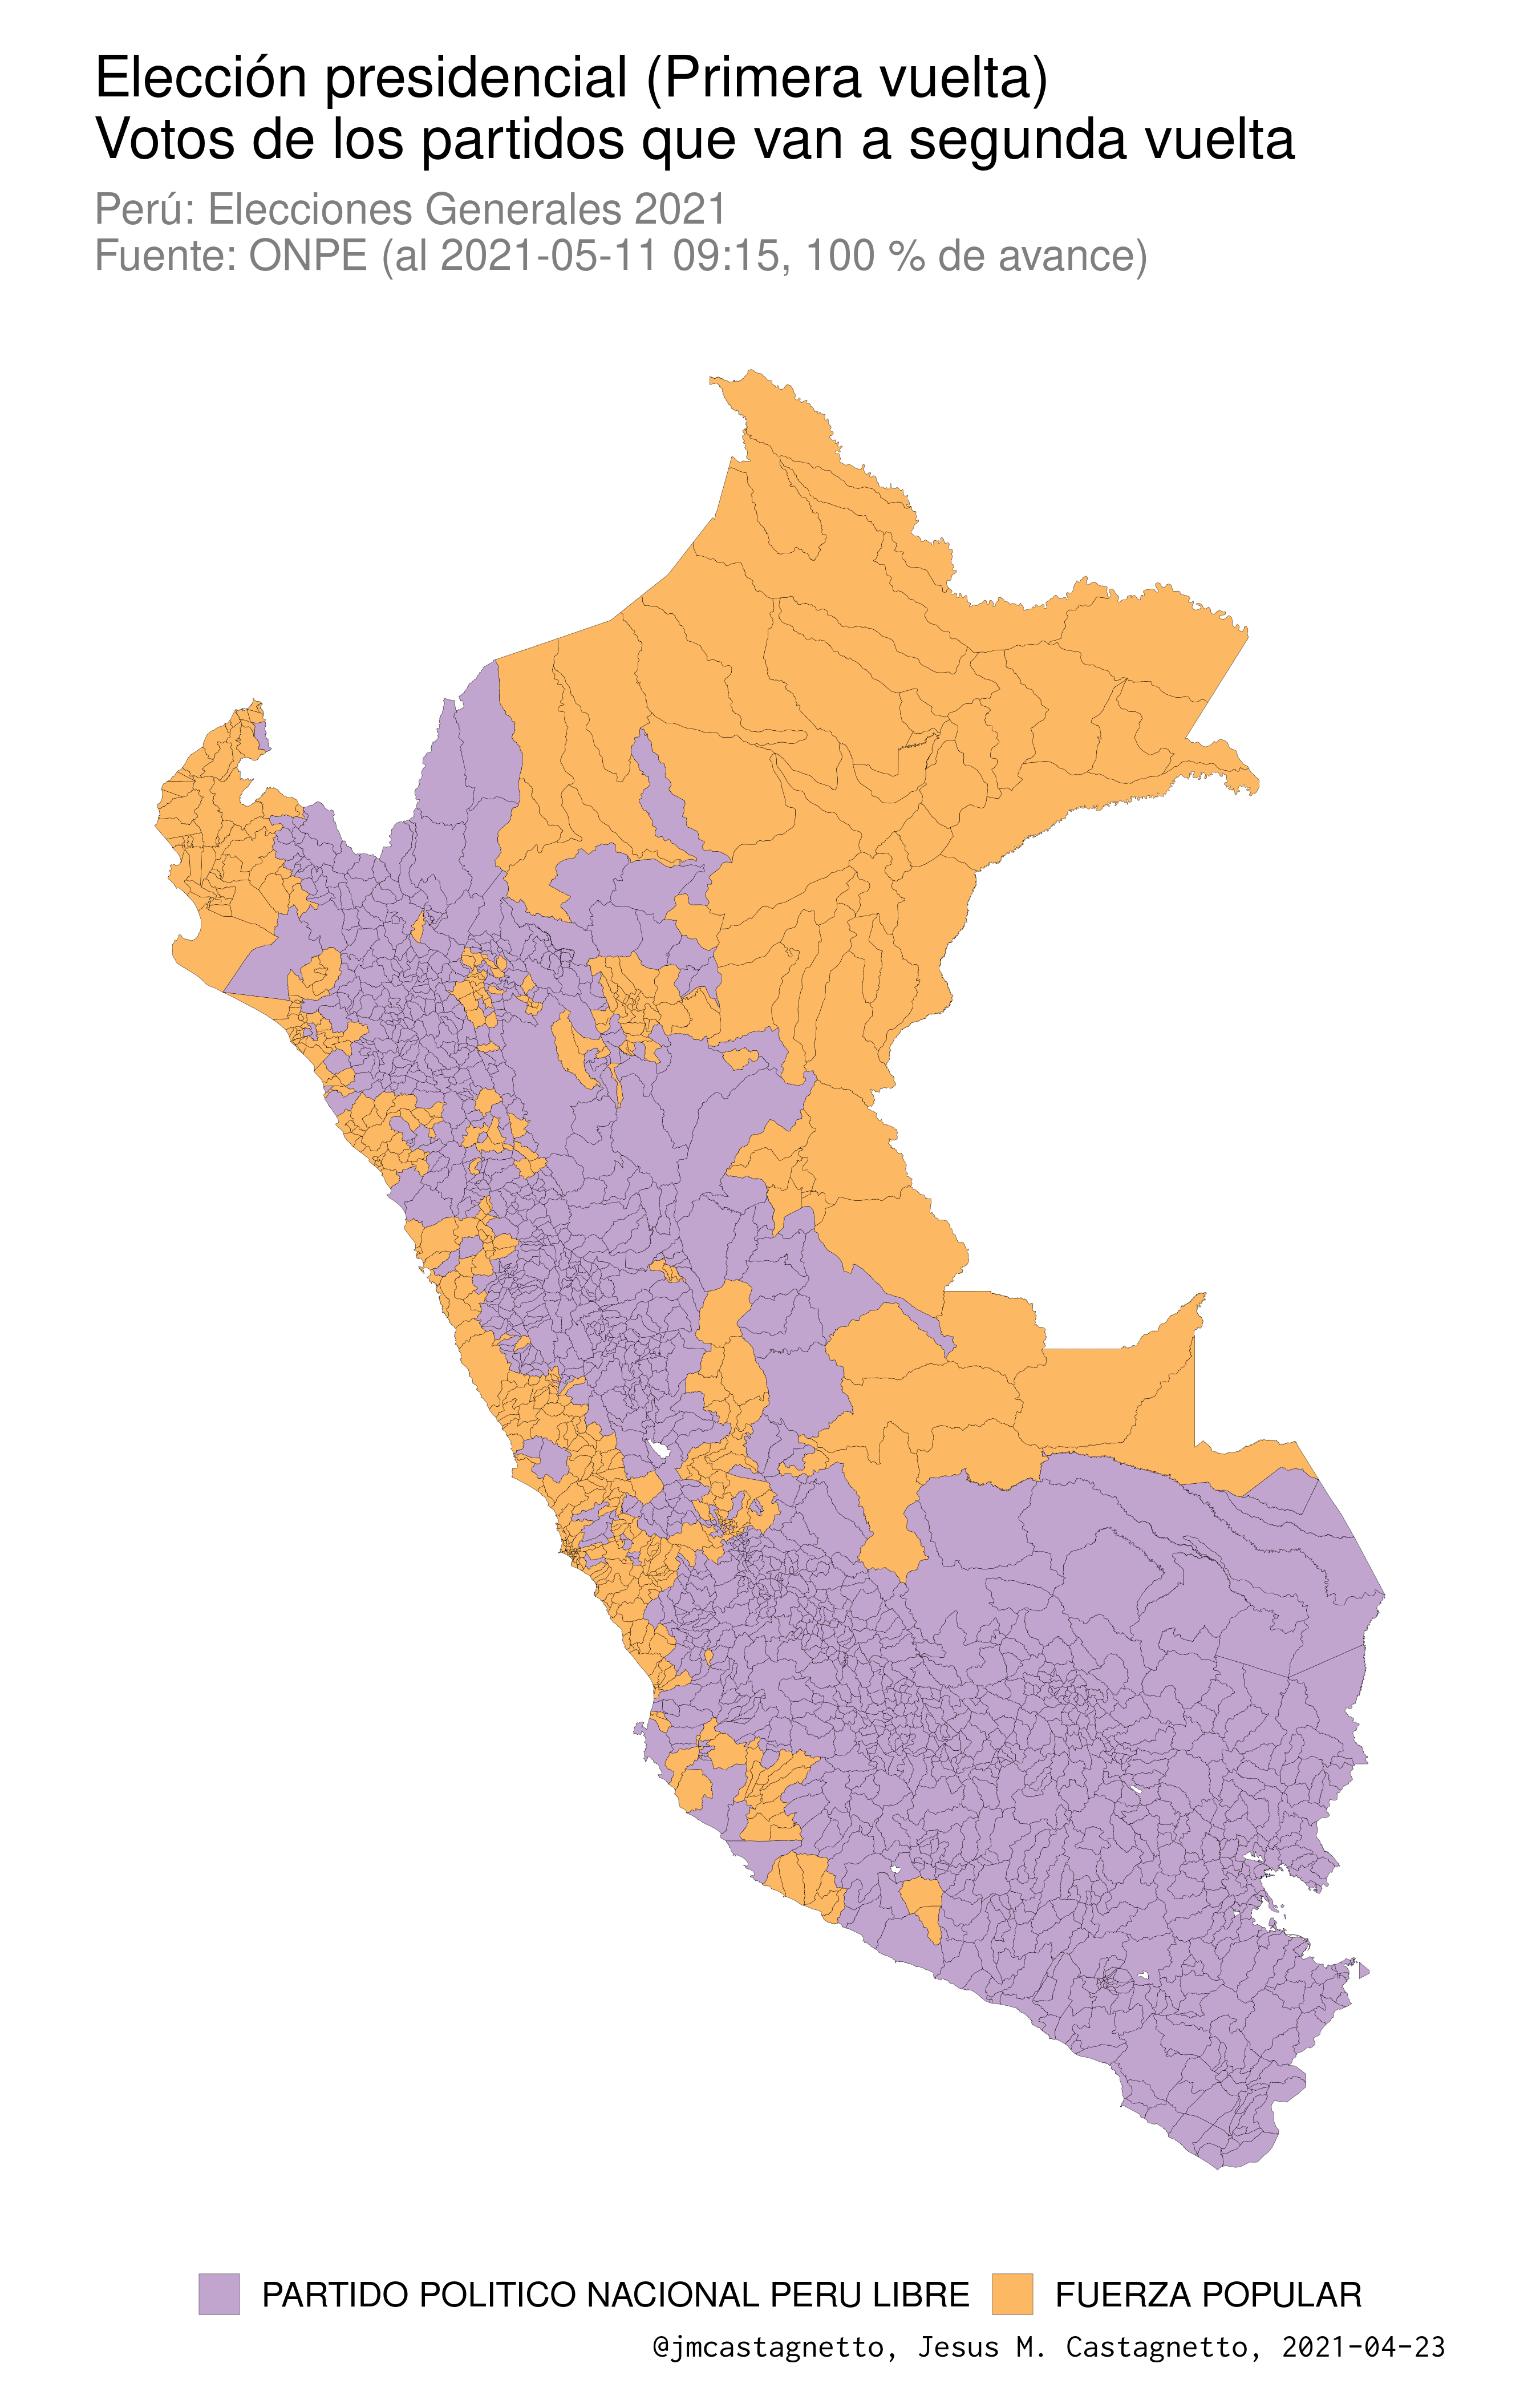 Elección presidencial (Primera vuelta)
Votos de los partidos que van a segunda vuelta
Perú: Elecciones Generales 2021
Fuente: ONPE (al 2021-05-11 09:15, 100 % de avance)
PARTIDO POLITICO NACIONAL PERU LIBRE FUERZA POPULAR
@jmcastagnetto, Jesus M. Castagnetto, 2021-04-23